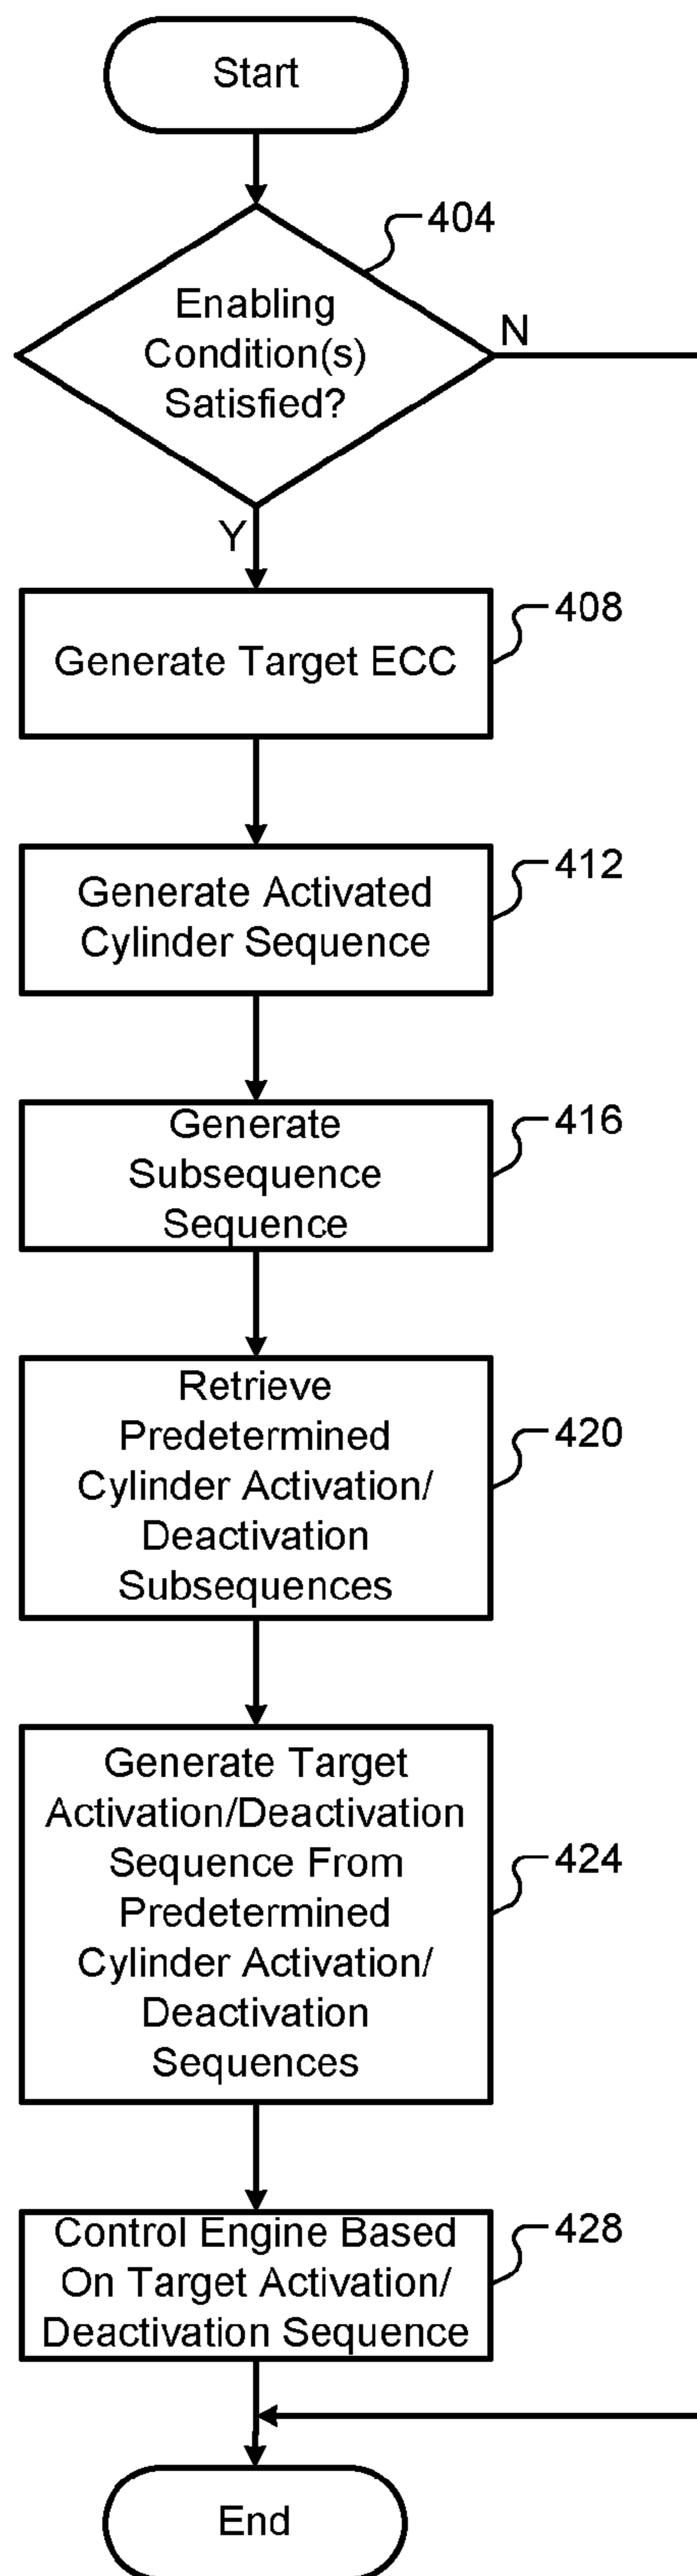 Start
404
Enabling
Condition(s)
Satisfied?
N
Y
408
Generate Target ECC
412
Generate Activated
Cylinder Sequence
416
Generate
Subsequence
Sequence
Retrieve
Predetermined
420
Cylinder Activation/
Deactivation
Subsequences
Generate Target
Activation/Deactivation
Sequence From
424
Predetermined
Cylinder Activation/
Deactivation
Sequences
Control Engine Based
428
On Target Activation/
Deactivation Sequence
End